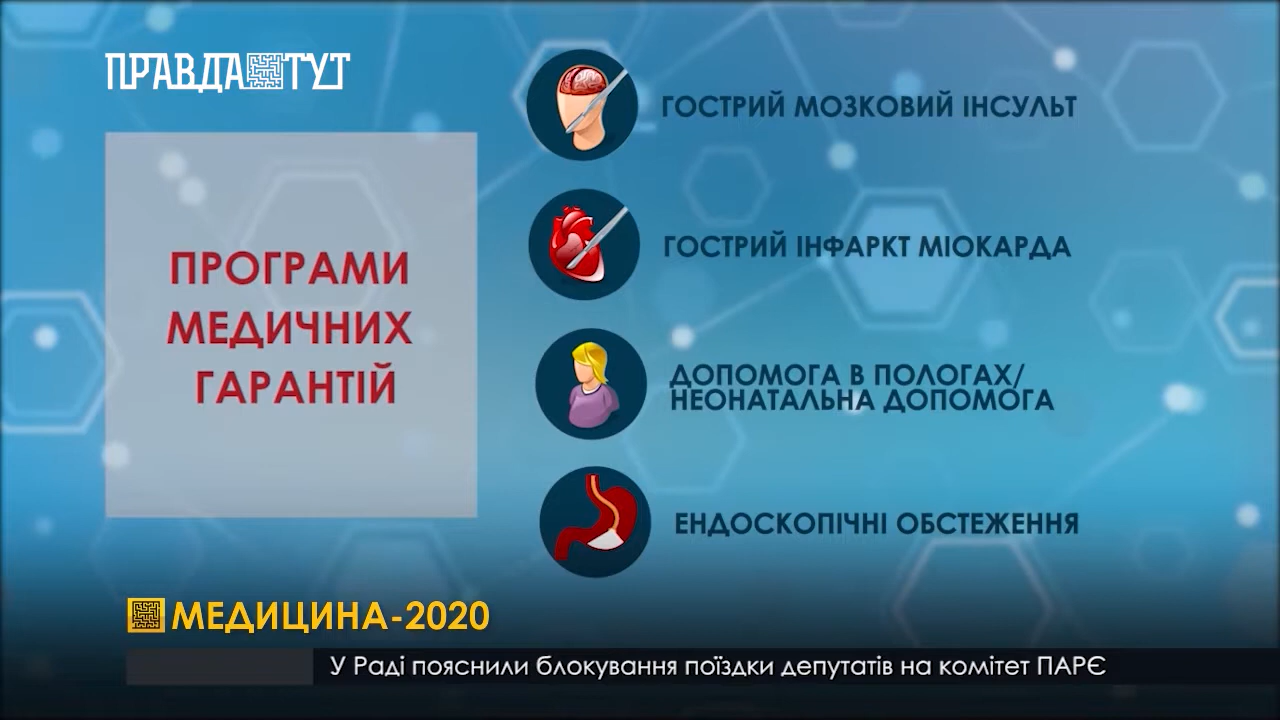 ПРАВДА ТУТ
ПРОГРАМИ
МЕДИЧНИХ
ГАРАНТІЙ
ГОСТРИЙ МОЗКОВИЙ ІНСУЛЬТ
ГОСТРИЙ ІНФАРКТ МІОКАРДА
ДОПОМОГА В ПОЛОГАХ/
НЕОНАТАЛЬНА ДОПОМОГА
ЕНДОСКОПІЧНІ ОБСТЕЖЕННЯ
МЕДИЦИНА-2020
У Раді пояснили блокування поїздки депутатів на комітет ПАРЄ